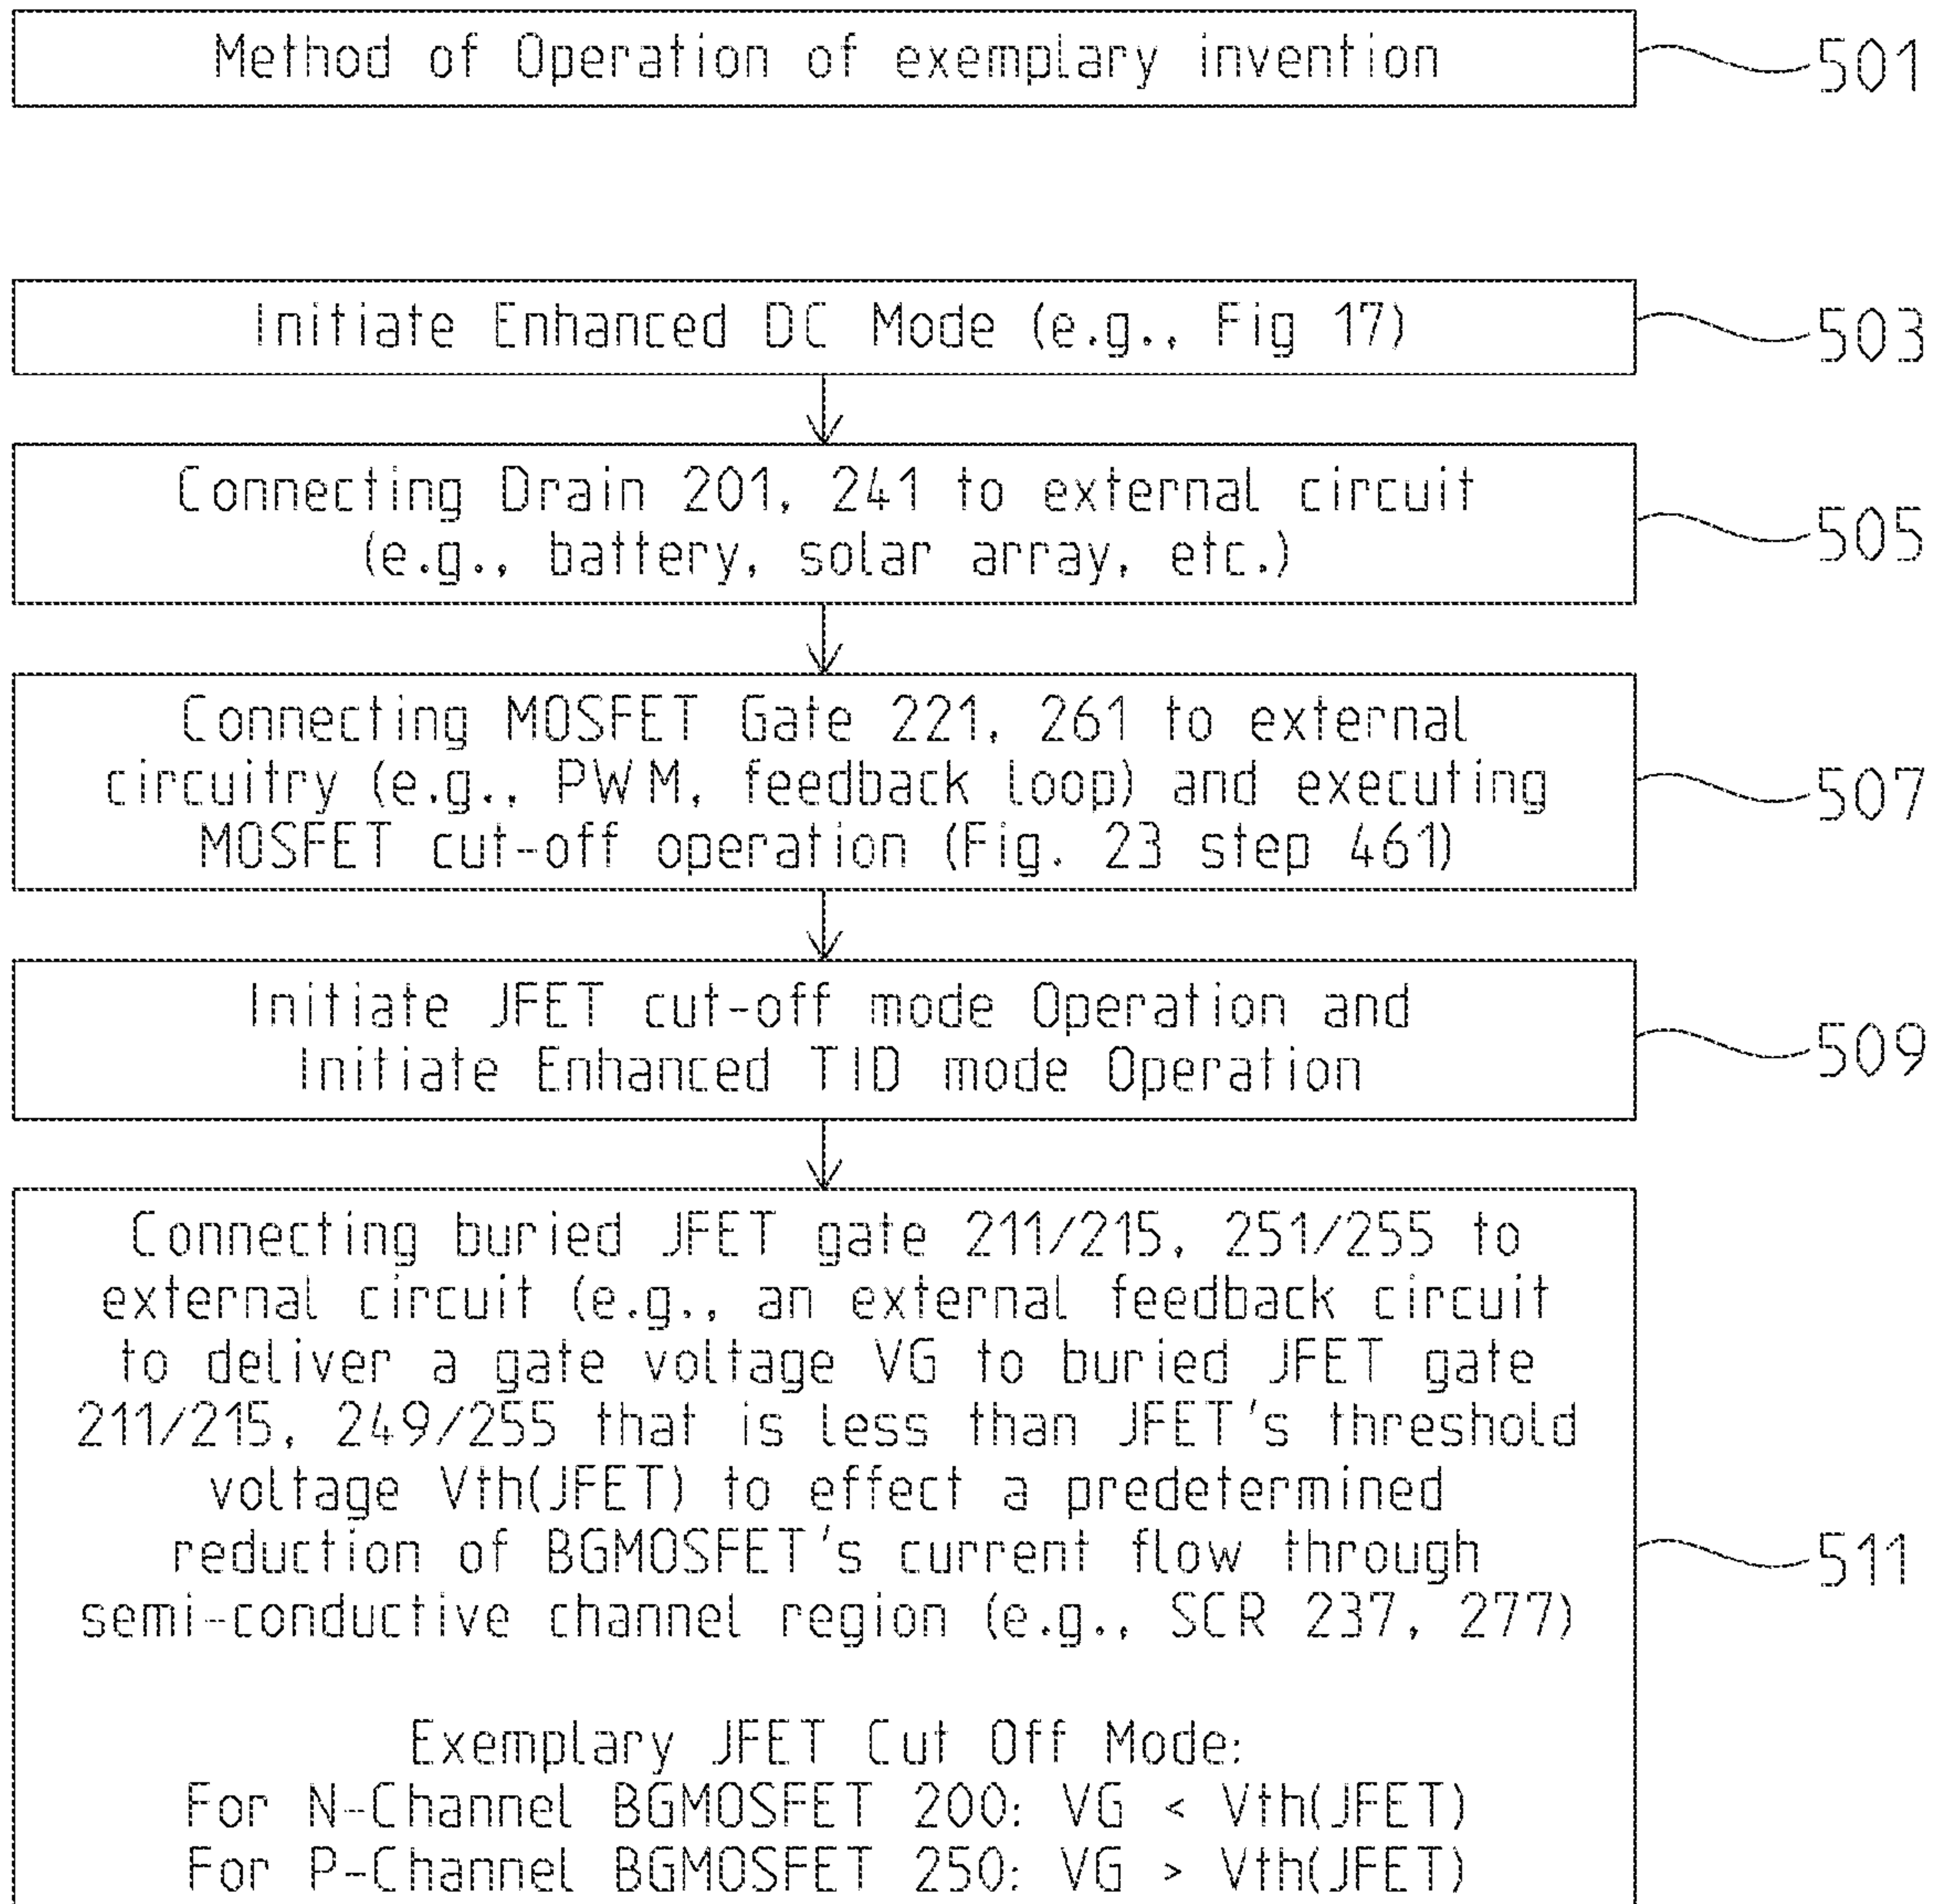 Method of Operation of exemplary invention
501
Initiate Enhanced DC Mode (e.g., Fig 17)
503
Connecting Drain 201, 241 to external circuit
(e.g., battery, solar array, etc.)
505
Connecting MOSFET Gate 221, 261 to external
circuitry (e.g., PWM, feedback loop) and executing
MOSFET cut-off operation (Fig. 23 step 461)
507
Initiate JFET cut-off mode Operation and
Initiate Enhanced TID mode Operation
509
Connecting buried JFET gate 211/215, 251/255 to
external circuit (e.g., an external feedback circuit
to deliver a gate voltage VG to buried JFET gate
211/215, 249/255 that is less than JFET's threshold
voltage Vth(JFET) to effect a predetermined
reduction of BGMOSFET's current flow through
semi-conductive channel region (e.g., SCR 237, 277)
511
Exemplary JFET Cut Off Mode:
For N-Channel BGMOSFET 200: VG < Vth(JFET)
For P-Channel BGMOSFET 250: VG > Vth(JFET)